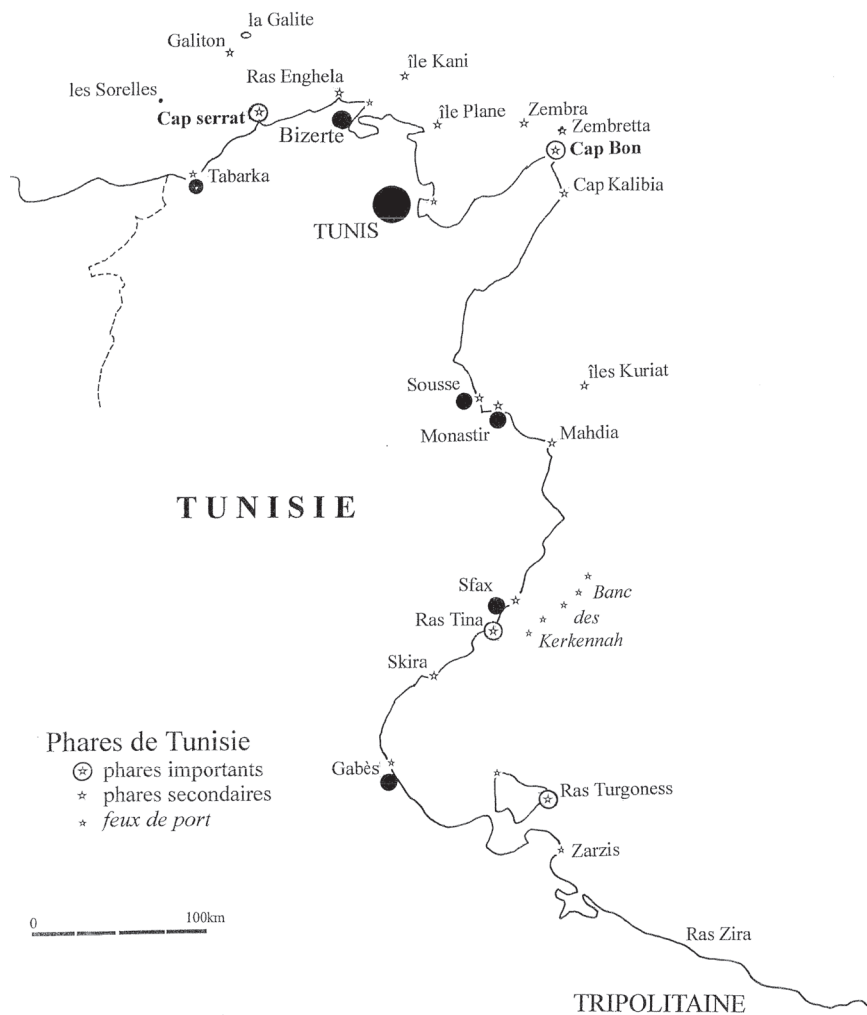 la Galite
Galiton
île Kani
Ras Enghela
les Sorelles
île Plane
Zembra
Cap serrat
Zembretta
Bizerte
Cap Bon
Tabarka
Cap Kalibia
TUNIS
îles Kuriat
Sousse
Monastir
Mahdia
TUNISIE
Sfax
Banc
des
Kerkennah
Ras Tina
Skira
Phares de Tunisie
phares importants
phares secondaires
feux de port
Gabès
Ras Turgoness
Zarzis
0
100km
Ras Zira
TRIPOLITAINE